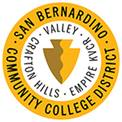 SAN BERNARDINO
COMMUNITY COLLEGE DISTRICT
VALLEY
CRAFTON HILLS
EMPIRE KVCR